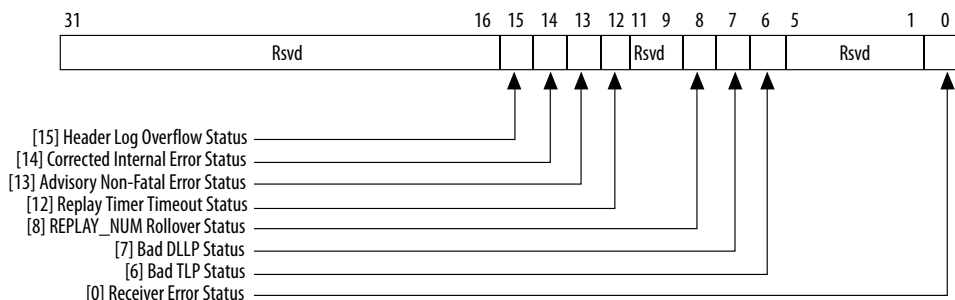 31 16 15 14 13 12 11 9 8 7 6 5 1 0
Rsvd Rsvd Rsvd
[15] Header Log Overflow Status
[14] Corrected Internal Error Status
[13] Advisory Non-Fatal Error Status
[12] Replay Timer Timeout Status
[8] REPLAY_NUM Rollover Status
[7] Bad DLLP Status
[6] Bad TLP Status
[0] Receiver Error Status